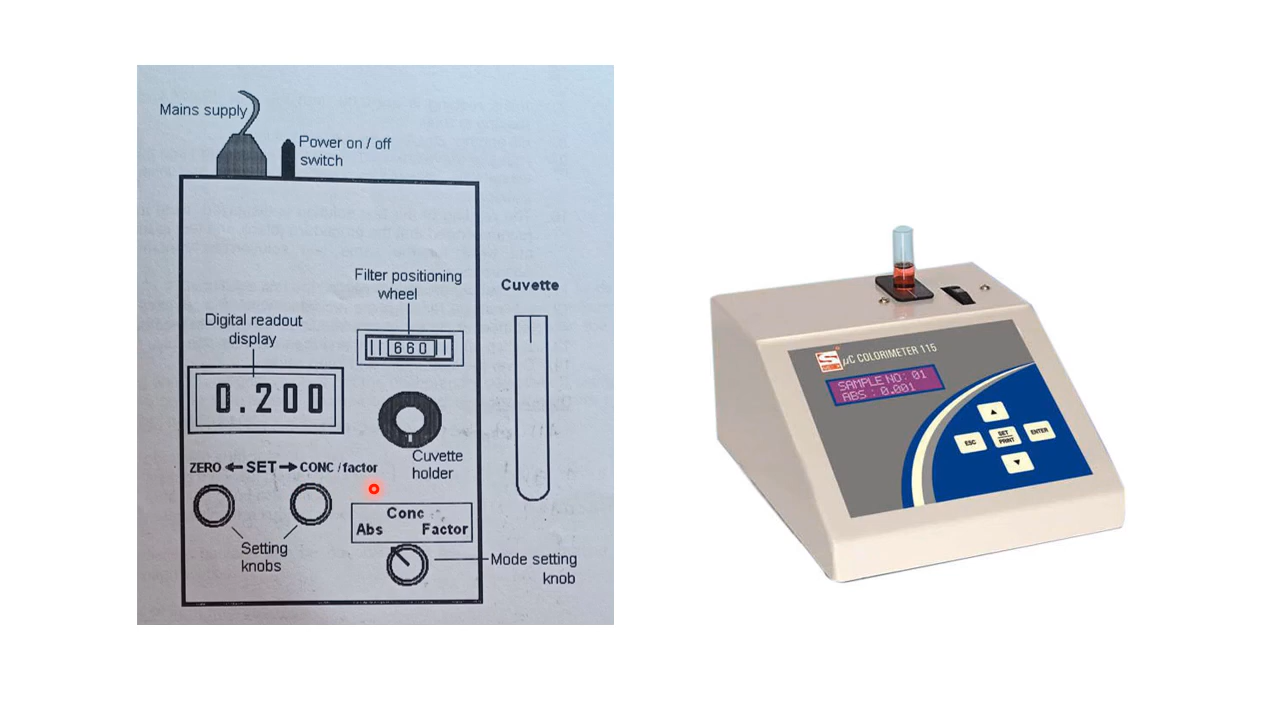 Mains supply
Power on / off
switch
Filter positioning
wheel
Cuvette
Digital readout
display
660
0.200
Cuvette
holder
ZERO ← SET → CONC / factor
Conc
Abs Factor
Setting
knobs
Mode setting
knob
S
µC COLORIMETER 115
SAMPLE NO: 01
ABS : 0.001
▲
ESC
SET
PRINT
ENTER
▼